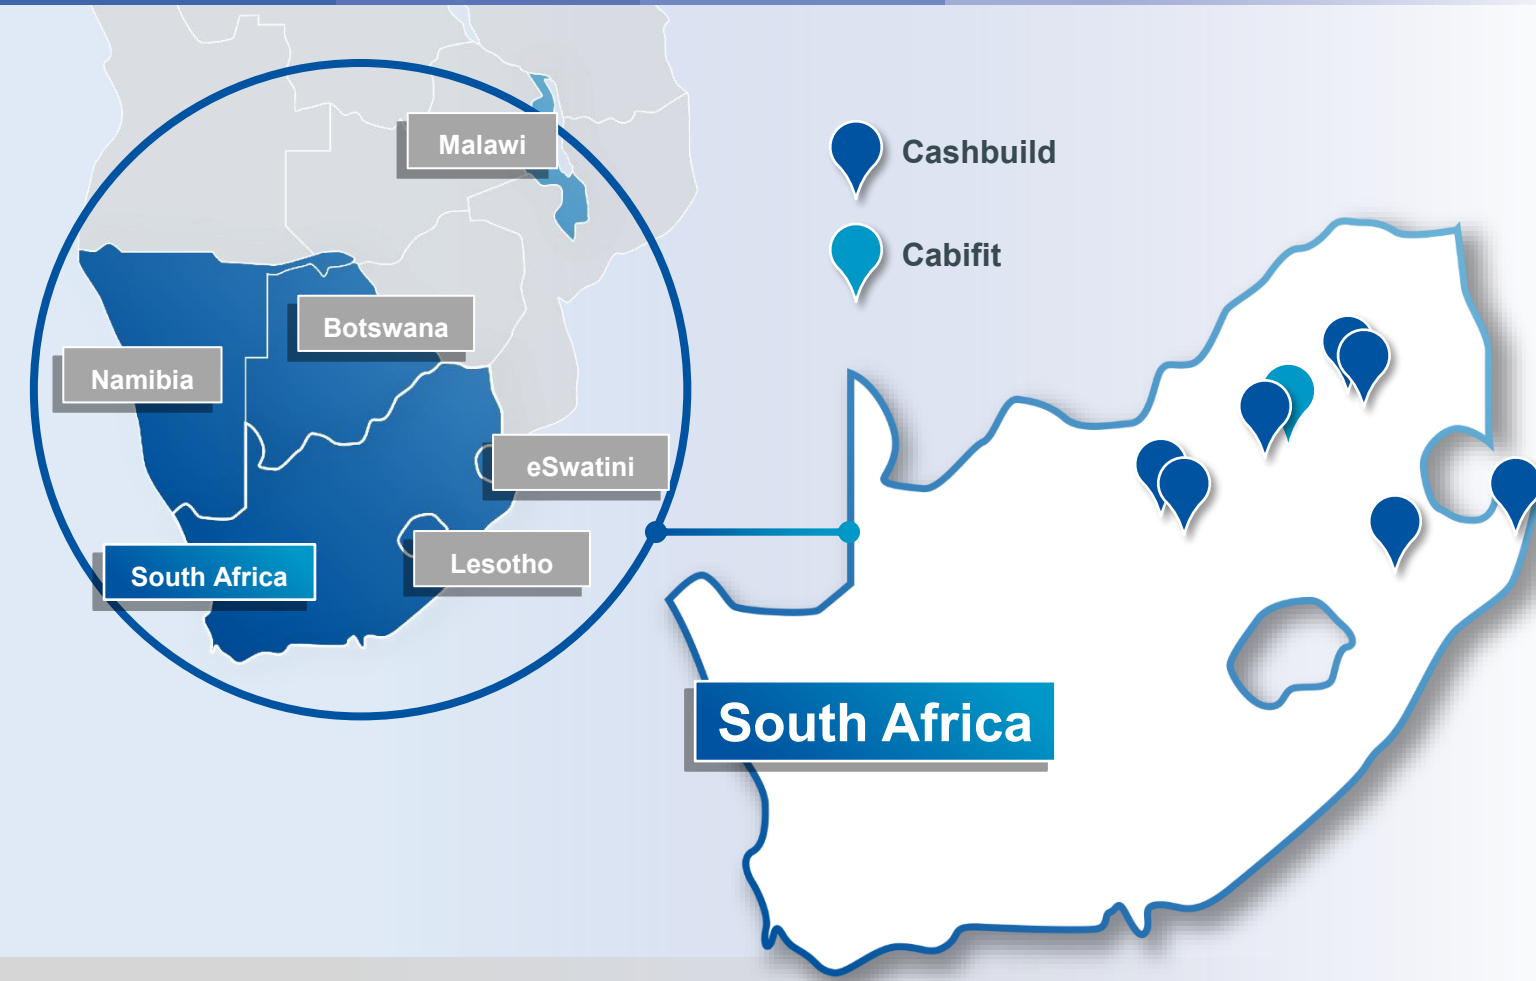 Malawi
Botswana
Namibia
eSwatini
South Africa
Lesotho
Cashbuild
Cabifit
South Africa